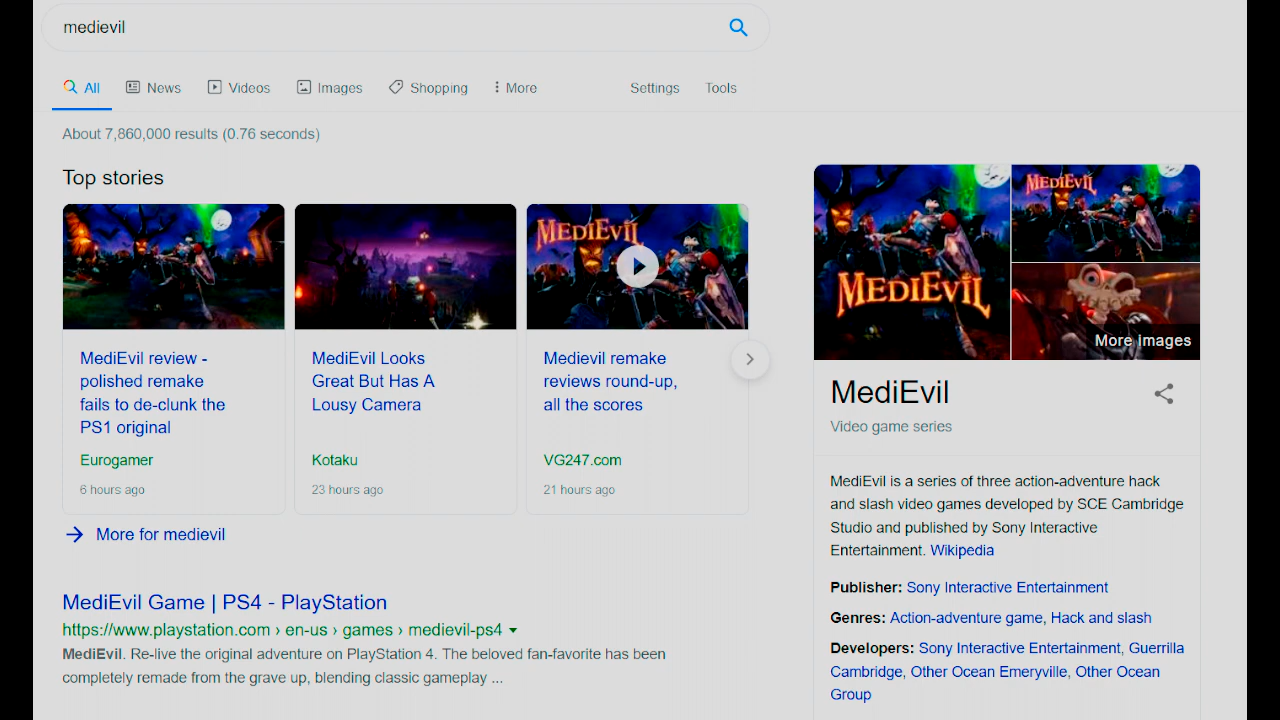 medievil
All News Videos Images Shopping More Settings Tools
About 7,860,000 results (0.76 seconds)
Top stories
MEDIEVIL
MediEvil review -
polished remake
fails to de-clunk the
PS1 original
Eurogamer
6 hours ago
MediEvil Looks
Great But Has A
Lousy Camera
Kotaku
23 hours ago
Medievil remake
reviews round-up,
all the scores
VG247.com
21 hours ago
More for medievil
MediEvil Game | PS4 - PlayStation
https://www.playstation.com › en-us › games › medievil-ps4
MediEvil. Re-live the original adventure on PlayStation 4. The beloved fan-favorite has been
completely remade from the grave up, blending classic gameplay ...
MEDIEVIL
MEDIEVIL
More images
MediEvil
Video game series
MediEvil is a series of three action-adventure hack
and slash video games developed by SCE Cambridge
Studio and published by Sony Interactive
Entertainment. Wikipedia
Publisher: Sony Interactive Entertainment
Genres: Action-adventure game, Hack and slash
Developers: Sony Interactive Entertainment, Guerrilla
Cambridge, Other Ocean Emeryville, Other Ocean
Group